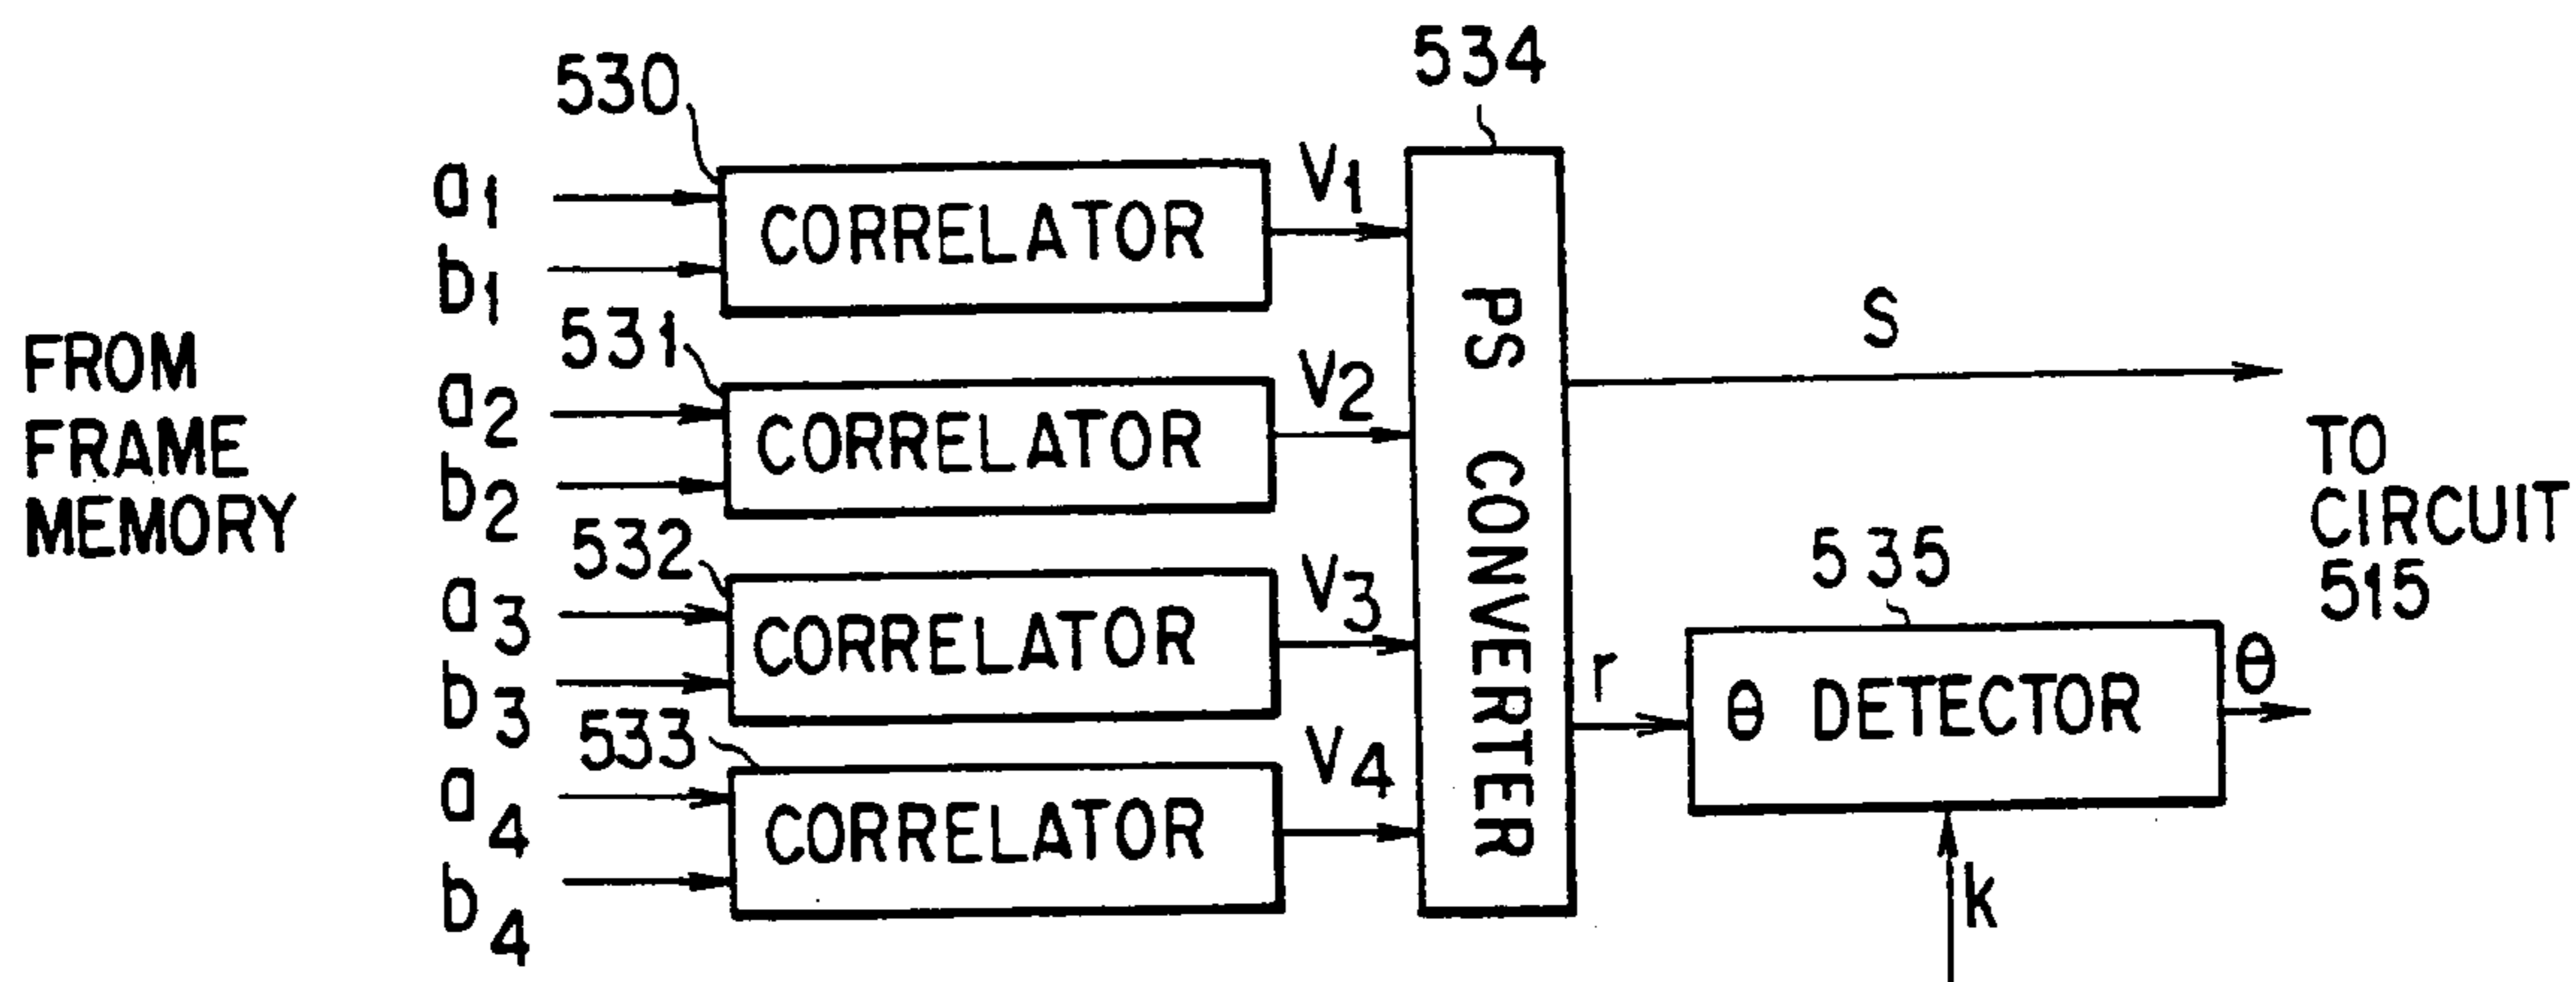 FROM
FRAME
MEMORY
a1
b1
a2
b2
a3
b3
a4
b4
530
CORRELATOR
531
CORRELATOR
532
CORRELATOR
533
CORRELATOR
V1
V2
V3
V4
534
PS CONVERTER
S
r
535
θ DETECTOR
θ
k
TO
CIRCUIT
515